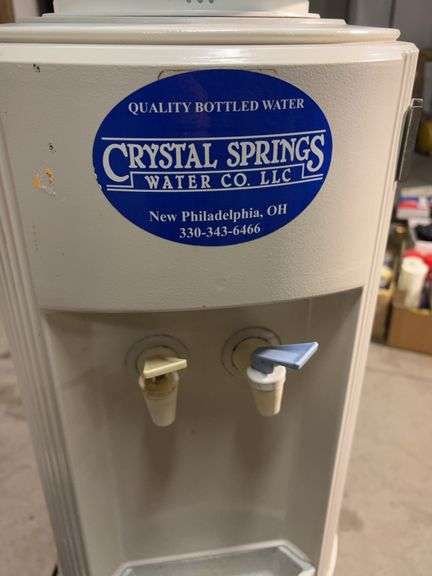 QUALITY BOTTLED WATER
CRYSTAL SPRINGS
WATER CO. LLC
New Philadelphia, OH
330-343-6466